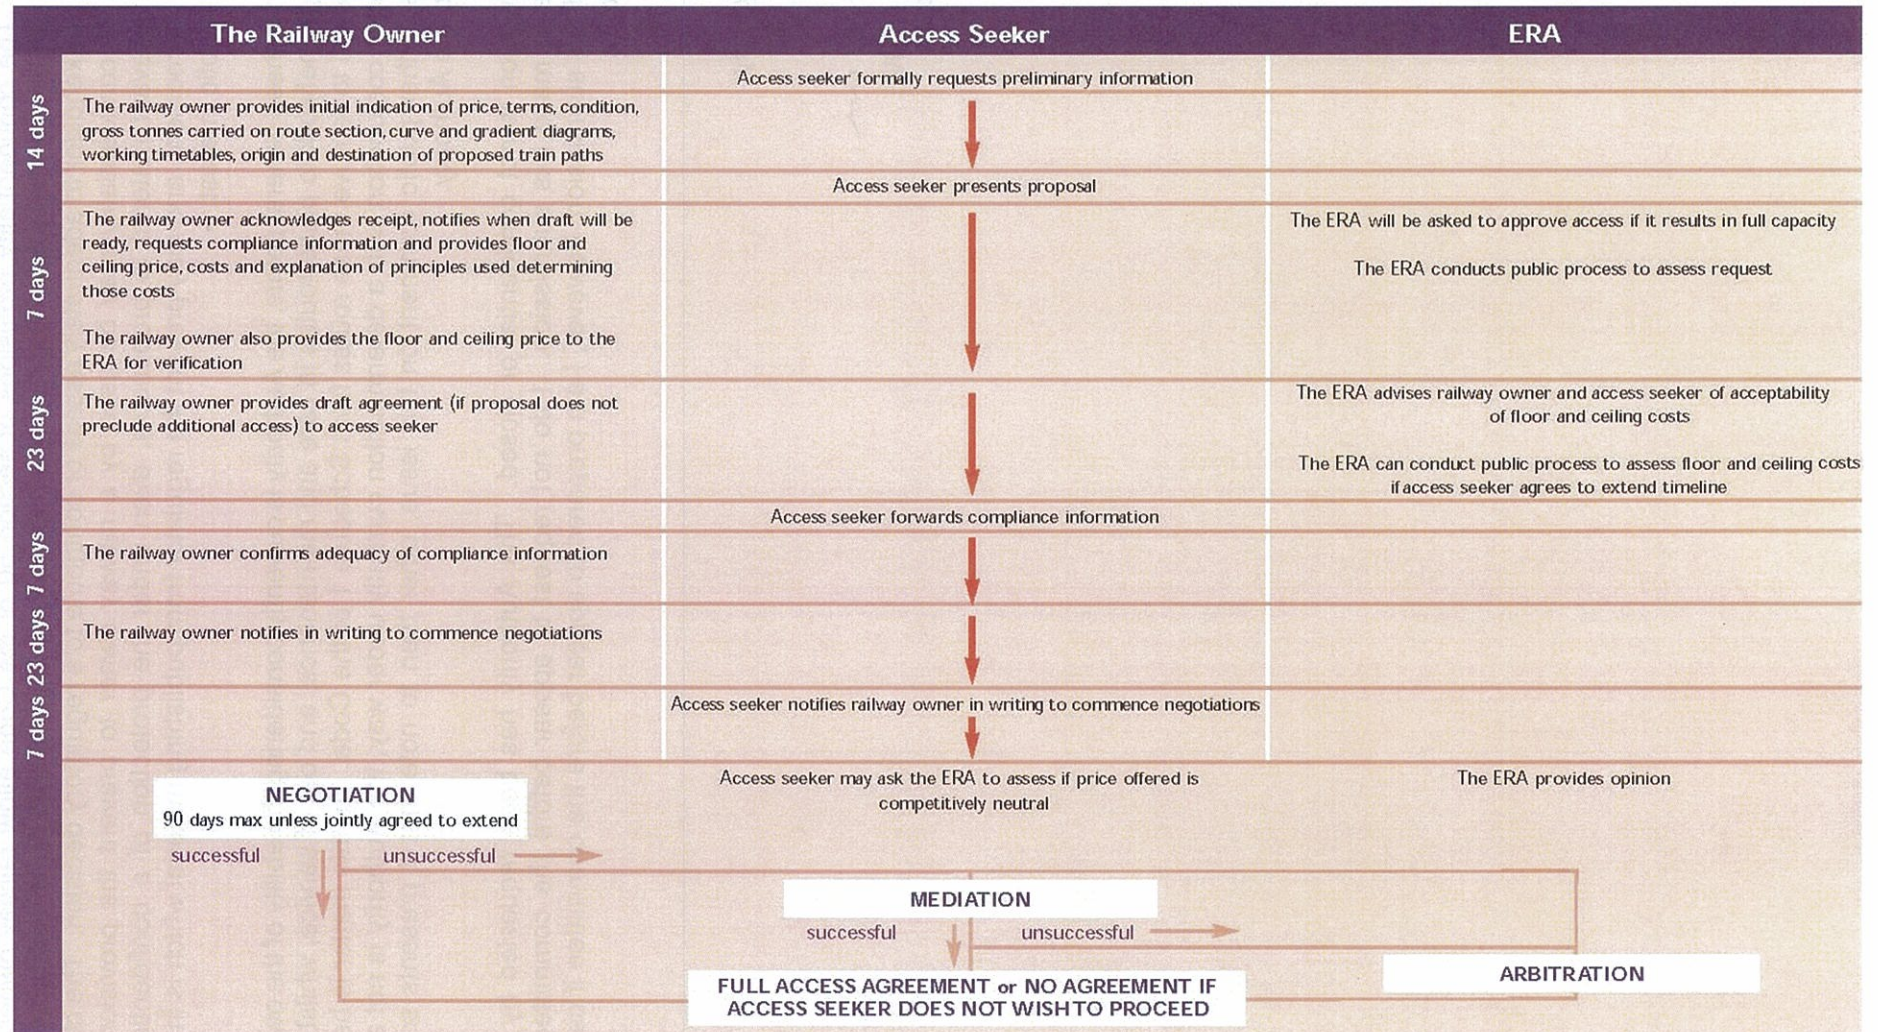 The Railway Owner
Access Seeker
ERA
Access seeker formally requests preliminary information
14 days
The railway owner provides initial indication of price, terms, condition,
gross tonnes carried on route section, curve and gradient diagrams,
working timetables, origin and destination of proposed train paths
Access seeker presents proposal
7 days
The railway owner acknowledges receipt, notifies when draft will be
ready, requests compliance information and provides floor and
ceiling price, costs and explanation of principles used determining
those costs
The railway owner also provides the floor and ceiling price to the
ERA for verification
The ERA will be asked to approve access if it results in full capacity
The ERA conducts public process to assess request
23 days
The railway owner provides draft agreement (if proposal does not
preclude additional access) to access seeker
The ERA advises railway owner and access seeker of acceptability
of floor and ceiling costs
The ERA can conduct public process to assess floor and ceiling costs
if access seeker agrees to extend timeline
Access seeker forwards compliance information
7 days
The railway owner confirms adequacy of compliance information
23 days
The railway owner notifies in writing to commence negotiations
7 days
Access seeker notifies railway owner in writing to commence negotiations
Access seeker may ask the ERA to assess if price offered is
competitively neutral
The ERA provides opinion
NEGOTIATION
90 days max unless jointly agreed to extend
successful
unsuccessful
MEDIATION
successful
unsuccessful
ARBITRATION
FULL ACCESS AGREEMENT or NO AGREEMENT IF
ACCESS SEEKER DOES NOT WISH TO PROCEED